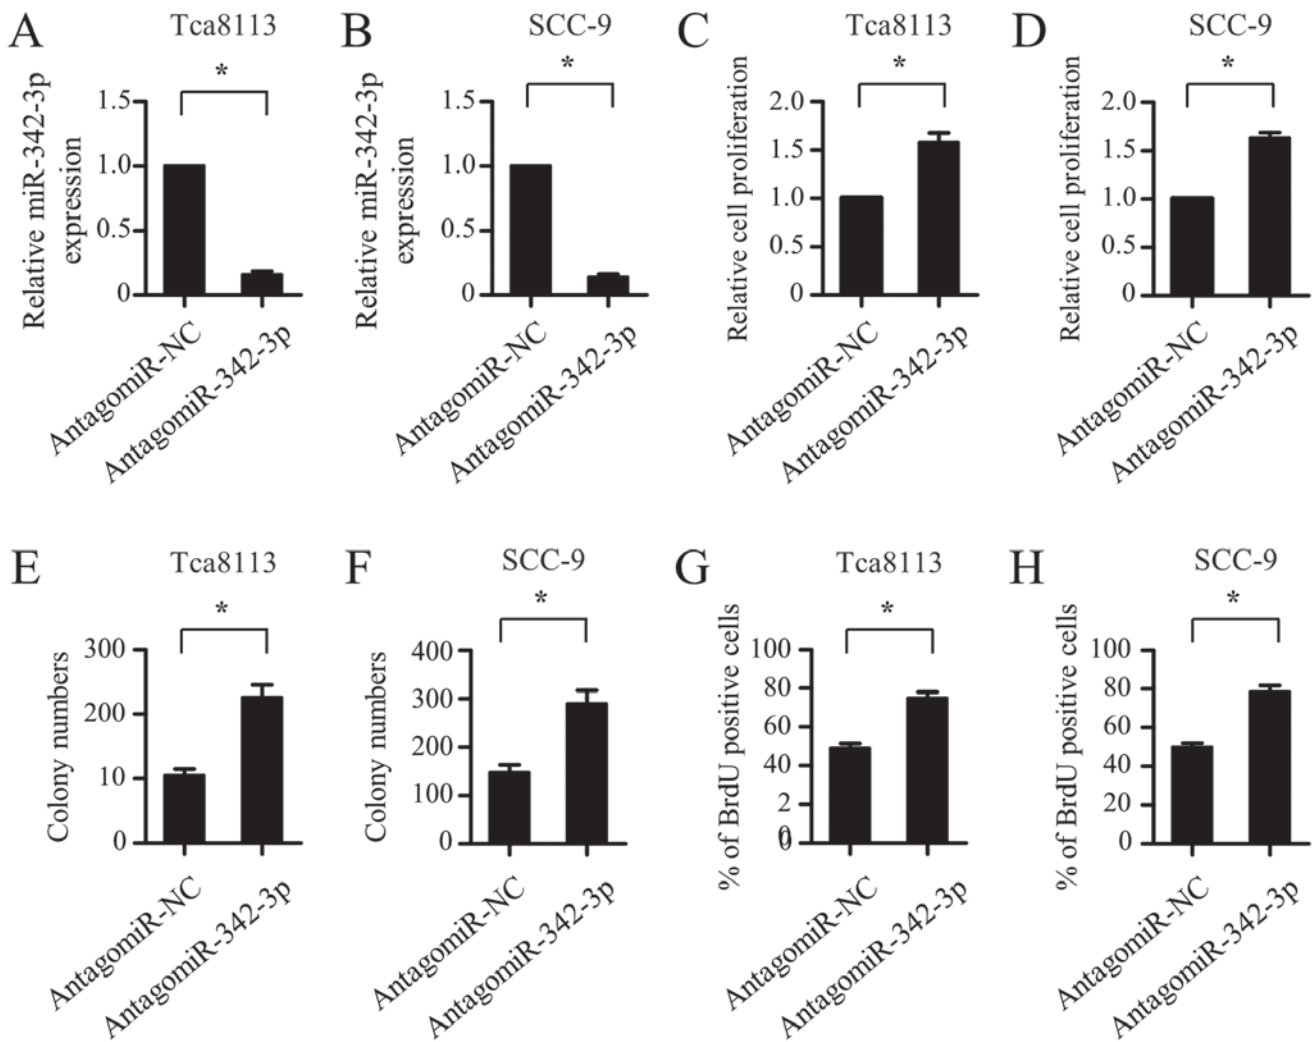 A
Tca8113
*
Relative miR-342-3p
expression
1.5
1.0
0.5
0
AntagomiR-NC
AntagomiR-342-3p
B
SCC-9
*
Relative miR-342-3p
expression
1.5
1.0
0.5
0
AntagomiR-NC
AntagomiR-342-3p
C
Tca8113
*
Relative cell proliferation
2.0
1.5
1.0
0.5
0
AntagomiR-NC
AntagomiR-342-3p
D
SCC-9
*
Relative cell proliferation
2.0
1.5
1.0
0.5
0
AntagomiR-NC
AntagomiR-342-3p
E
Tca8113
*
Colony numbers
300
200
10
0
AntagomiR-NC
AntagomiR-342-3p
F
SCC-9
*
Colony numbers
400
300
200
100
0
AntagomiR-NC
AntagomiR-342-3p
G
Tca8113
*
% of BrdU positive cells
100
80
60
40
2
0
0
AntagomiR-NC
AntagomiR-342-3p
H
SCC-9
*
% of BrdU positive cells
100
80
60
40
20
0
AntagomiR-NC
AntagomiR-342-3p